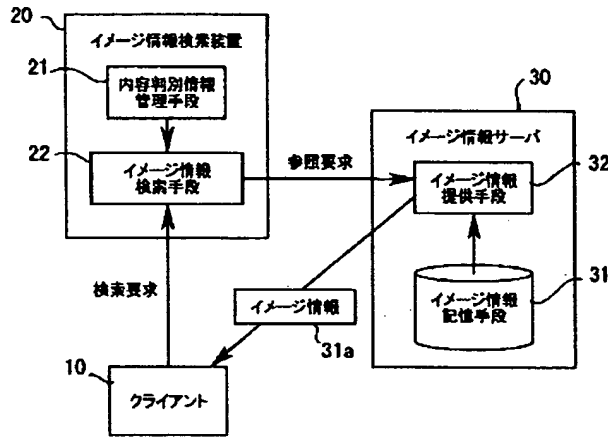 20
イメージ情報検索装置
21
内容判別情報
管理手段
22
イメージ情報
検索手段
参照要求
30
イメージ情報サーバ
32
イメージ情報
提供手段
31
イメージ情報
記憶手段
検索要求
イメージ情報
31a
10
クライアント